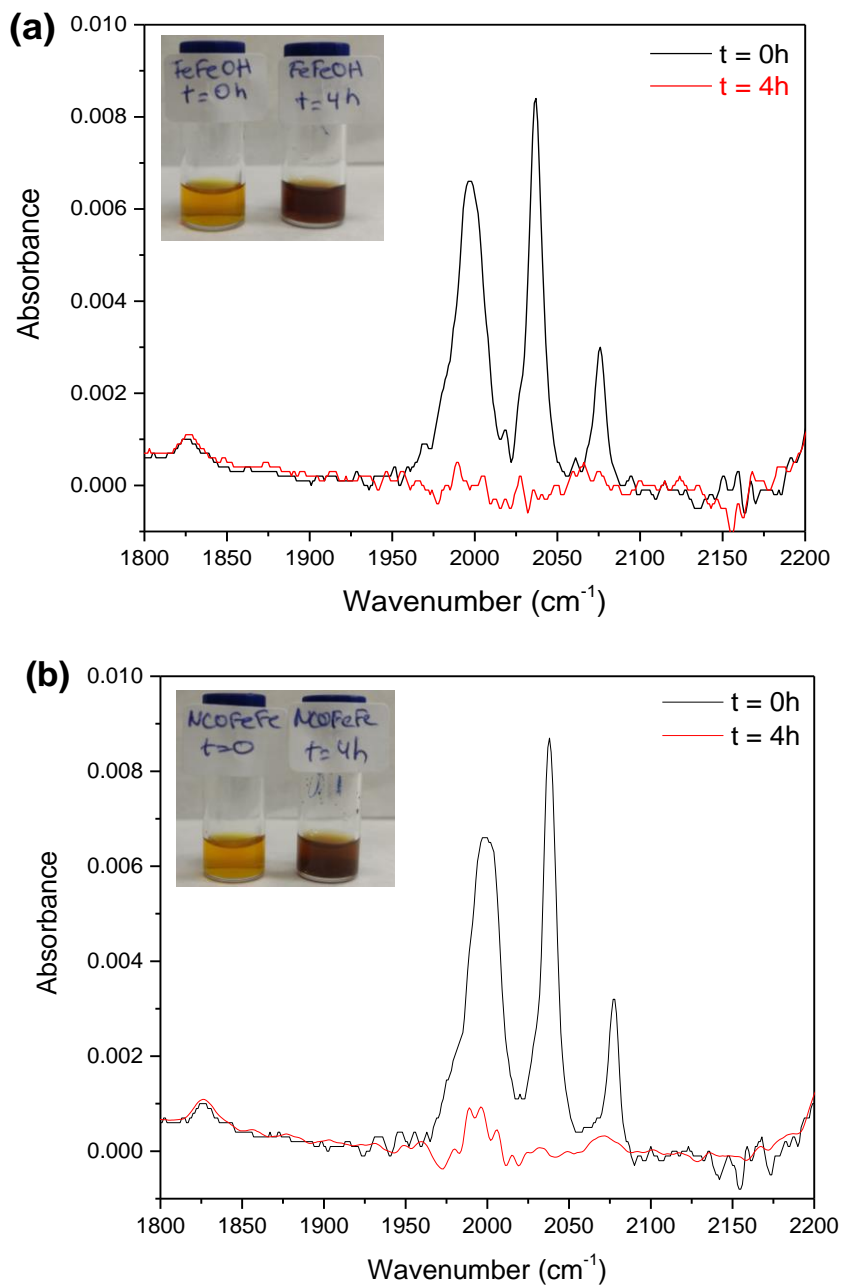 (a)
0.010
0.008
0.006
0.004
0.002
0.000
Absorbance
FeFeOH
t=0h
FeFeOH
t=4h
t = 0h
t = 4h
1800 1850 1900 1950 2000 2050 2100 2150 2200
Wavenumber (cm-1)
(b)
0.010
0.008
0.006
0.004
0.002
0.000
Absorbance
NCOFeFe
t=0
NCOFeFe
t=4h
t = 0h
t = 4h
1800 1850 1900 1950 2000 2050 2100 2150 2200
Wavenumber (cm-1)